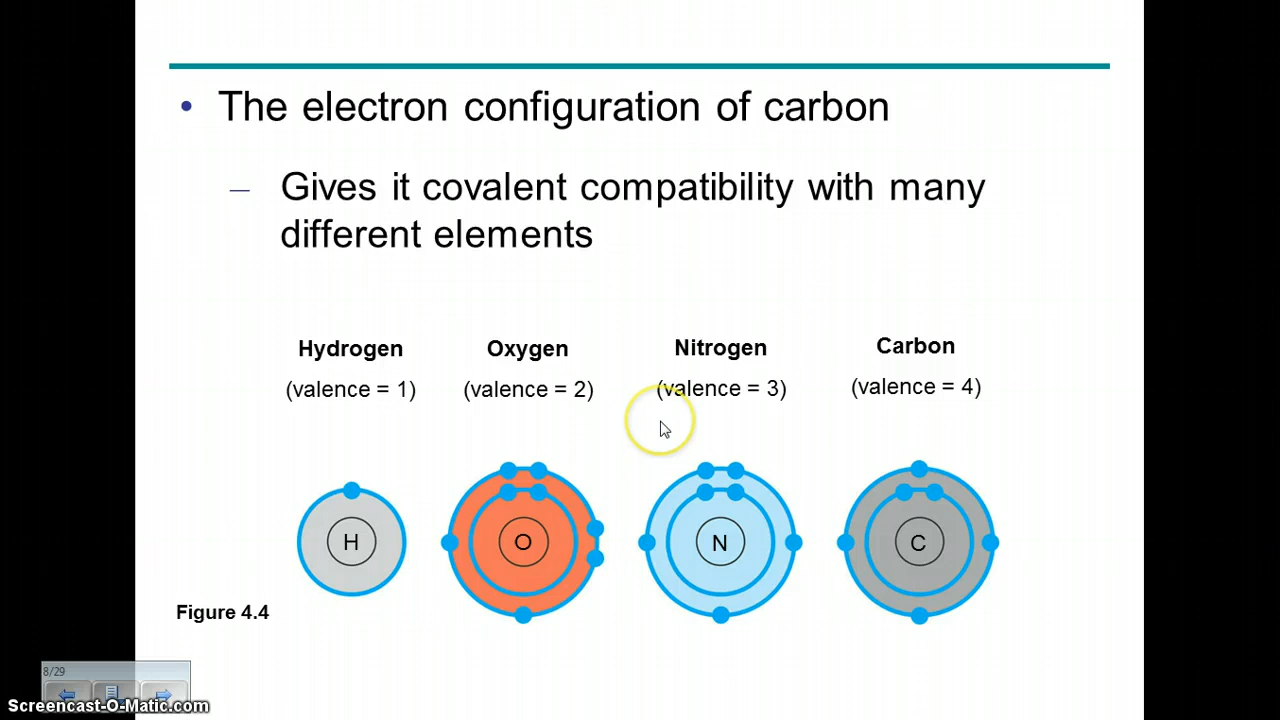 • The electron configuration of carbon
– Gives it covalent compatibility with many
different elements
Hydrogen Oxygen Nitrogen Carbon
(valence = 1) (valence = 2) (valence = 3) (valence = 4)
H O N C
Figure 4.4
8/29
Screencast-O-Matic.com